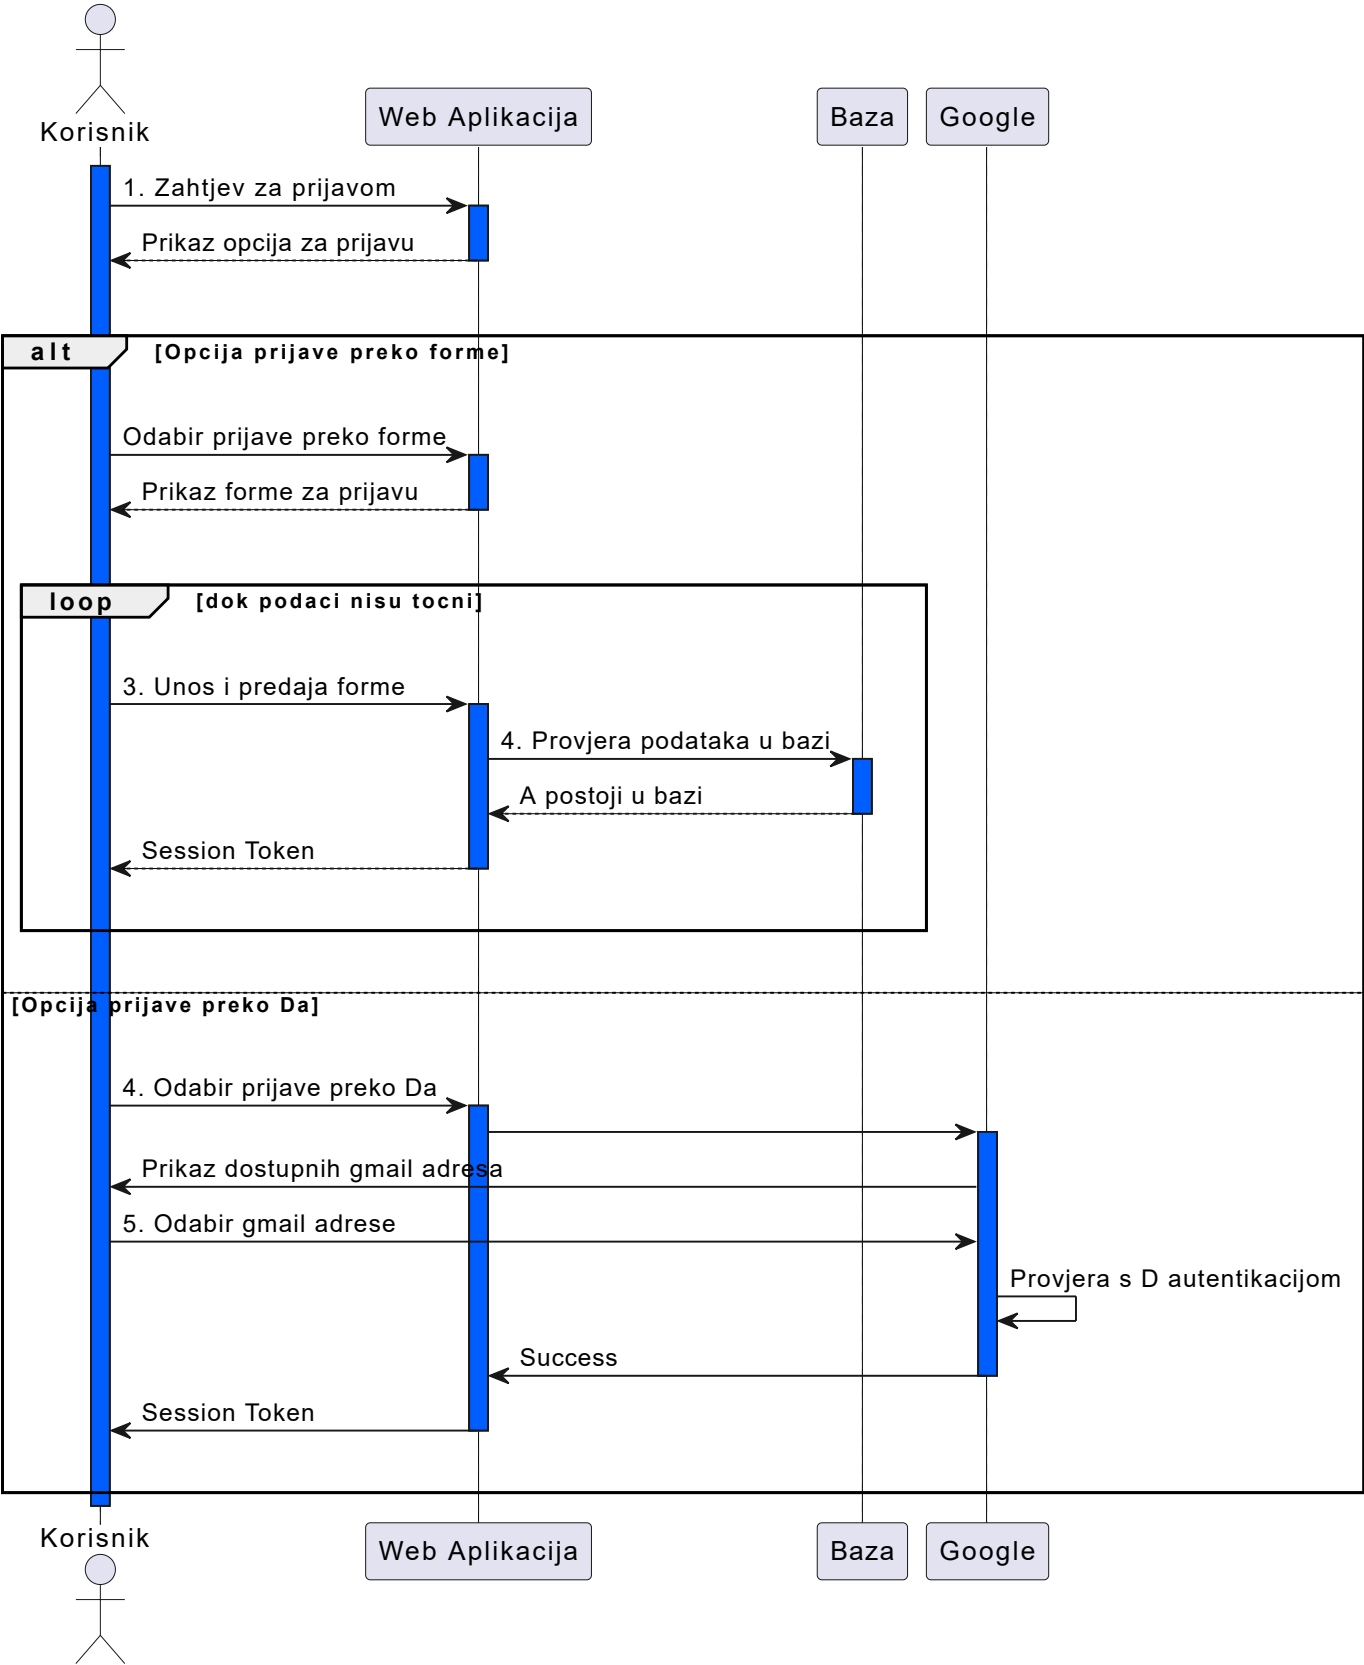 Korisnik
Web Aplikacija
Baza
Google
1. Zahtjev za prijavom
Prikaz opcija za prijavu
alt
[Opcija prijave preko forme]
Odabir prijave preko forme
Prikaz forme za prijavu
loop
[dok podaci nisu tocni]
3. Unos i predaja forme
4. Provjera podataka u bazi
A postoji u bazi
Session Token
[Opcija prijave preko Da]
4. Odabir prijave preko Da
Prikaz dostupnih gmail adresa
5. Odabir gmail adrese
Provjera s D autentikacijom
Success
Session Token
Korisnik
Web Aplikacija
Baza
Google